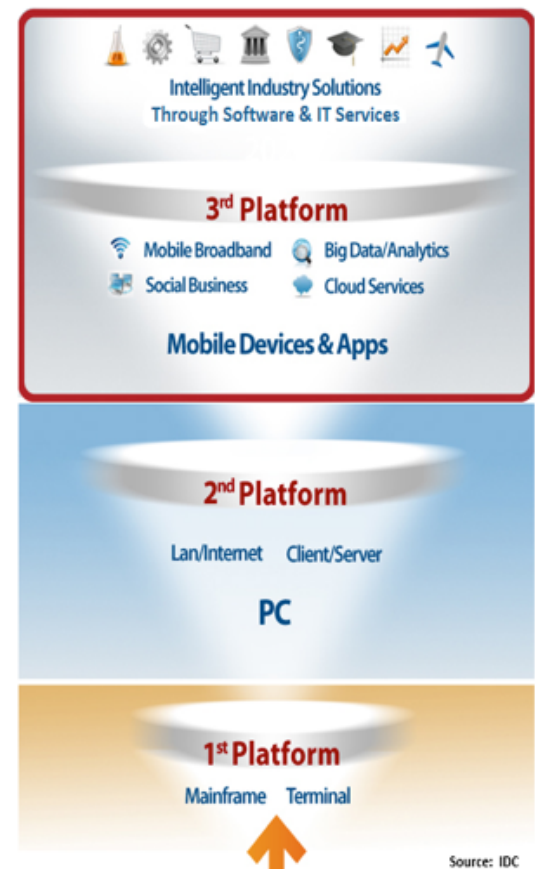 Intelligent Industry Solutions
Through Software & IT Services
3rd Platform
Mobile Broadband Big Data/Analytics
Social Business Cloud Services
Mobile Devices & Apps
2nd Platform
Lan/Internet Client/Server
PC
1st Platform
Mainframe Terminal
Source: IDC